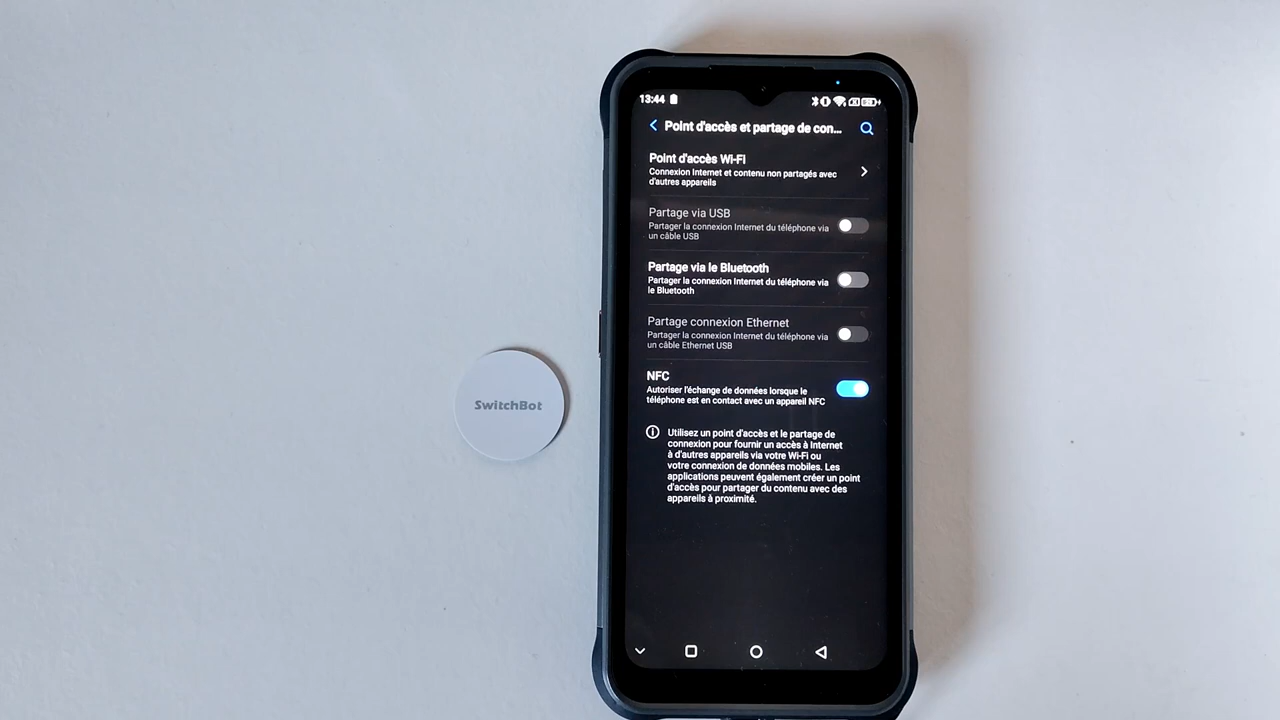 13:44
Point d'accès et partage de con...
Point d'accès Wi-Fi
Connexion Internet et contenu non partagés avec
d'autres appareils
Partage via USB
Partager la connexion Internet du téléphone via
un câble USB
Partage via le Bluetooth
Partager la connexion Internet du téléphone via
le Bluetooth
Partage connexion Ethernet
Partager la connexion Internet du téléphone via
un câble Ethernet USB
NFC
Autoriser l'échange de données lorsque le
téléphone est en contact avec un appareil NFC
Utilisez un point d'accès et le partage de
connexion pour fournir un accès à Internet
à d'autres appareils via votre Wi-Fi ou
votre connexion de données mobiles. Les
applications peuvent également créer un point
d'accès pour partager du contenu avec des
appareils à proximité.
SwitchBot